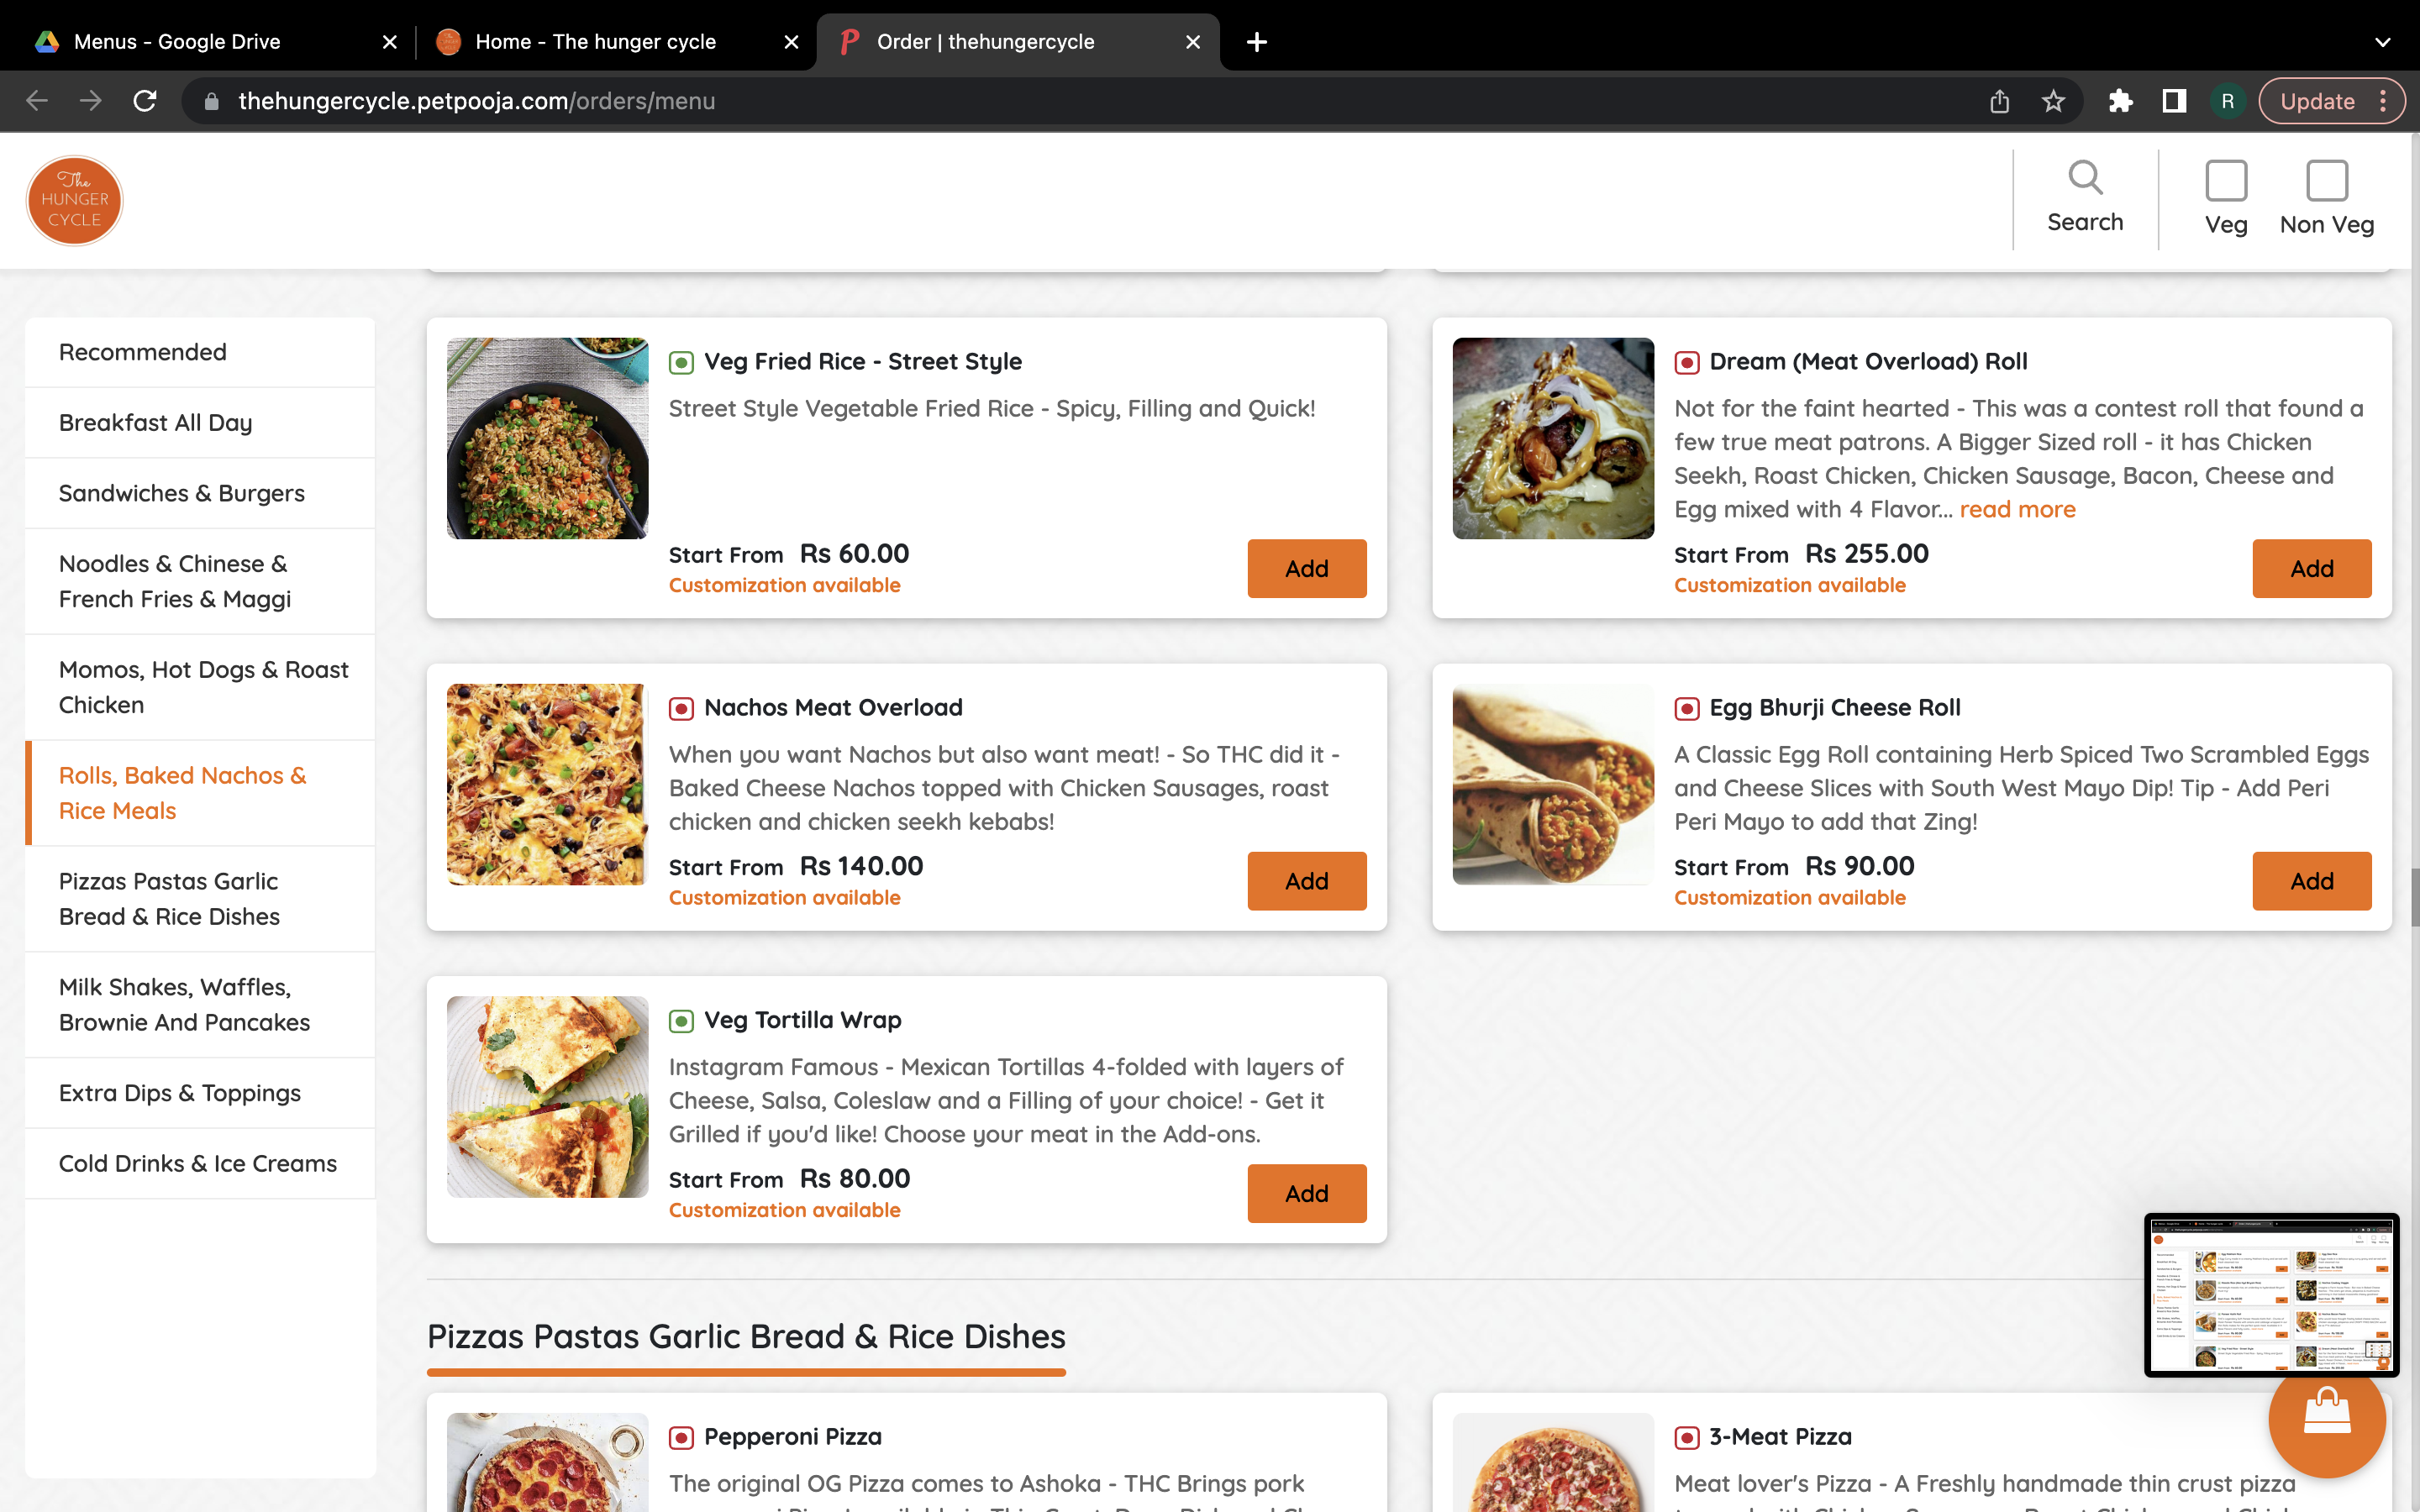 Menus - Google Drive
Home - The hunger cycle
Order | thehungercycle
thehungercycle.petpooja.com/orders/menu
R
Update
The
HUNGER
CYCLE
Search
Veg
Non Veg
Recommended
Breakfast All Day
Sandwiches & Burgers
Noodles & Chinese &
French Fries & Maggi
Momos, Hot Dogs & Roast
Chicken
Rolls, Baked Nachos &
Rice Meals
Pizzas Pastas Garlic
Bread & Rice Dishes
Milk Shakes, Waffles,
Brownie And Pancakes
Extra Dips & Toppings
Cold Drinks & Ice Creams
Veg Fried Rice - Street Style
Street Style Vegetable Fried Rice - Spicy, Filling and Quick!
Start From Rs 60.00
Customization available
Add
Dream (Meat Overload) Roll
Not for the faint hearted - This was a contest roll that found a
few true meat patrons. A Bigger Sized roll - it has Chicken
Seekh, Roast Chicken, Chicken Sausage, Bacon, Cheese and
Egg mixed with 4 Flavor... read more
Start From Rs 255.00
Customization available
Add
Nachos Meat Overload
When you want Nachos but also want meat! - So THC did it -
Baked Cheese Nachos topped with Chicken Sausages, roast
chicken and chicken seekh kebabs!
Start From Rs 140.00
Customization available
Add
Egg Bhurji Cheese Roll
A Classic Egg Roll containing Herb Spiced Two Scrambled Eggs
and Cheese Slices with South West Mayo Dip! Tip - Add Peri
Peri Mayo to add that Zing!
Start From Rs 90.00
Customization available
Add
Veg Tortilla Wrap
Instagram Famous - Mexican Tortillas 4-folded with layers of
Cheese, Salsa, Coleslaw and a Filling of your choice! - Get it
Grilled if you'd like! Choose your meat in the Add-ons.
Start From Rs 80.00
Customization available
Add
Pizzas Pastas Garlic Bread & Rice Dishes
Pepperoni Pizza
The original OG Pizza comes to Ashoka - THC Brings pork
3-Meat Pizza
Meat lover's Pizza - A Freshly handmade thin crust pizza